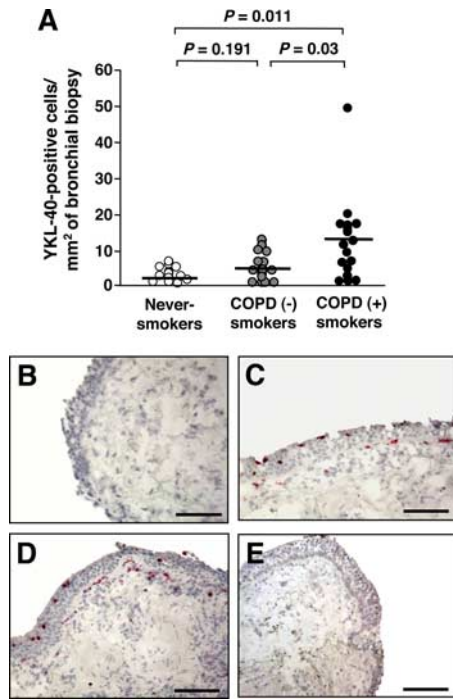 A
P = 0.011
P = 0.191
P = 0.03
YKL-40-positive cells/
mm² of bronchial biopsy
60
50
40
30
20
10
0
Never-
smokers
COPD (-)
smokers
COPD (+)
smokers
B
C
D
E